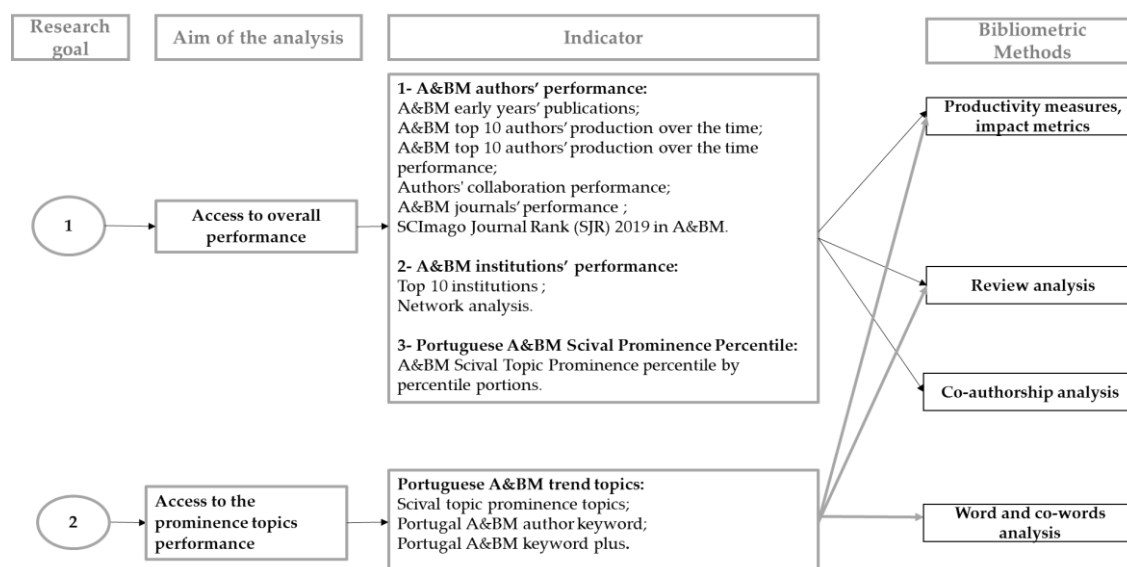 Research
goal
Aim of the analysis
Indicator
Bibliometric
Methods
1
Access to overall
performance
1- A&BM authors’ performance:
A&BM early years’ publications;
A&BM top 10 authors’ production over the time;
A&BM top 10 authors’ production over the time
performance;
Authors' collaboration performance;
A&BM journals’ performance ;
SCImago Journal Rank (SJR) 2019 in A&BM.
2- A&BM institutions’ performance:
Top 10 institutions ;
Network analysis.
3- Portuguese A&BM Scival Prominence Percentile:
A&BM Scival Topic Prominence percentile by
percentile portions.
Productivity measures,
impact metrics
Review analysis
Co-authorship analysis
2
Access to the
prominence topics
performance
Portuguese A&BM trend topics:
Scival topic prominence topics;
Portugal A&BM author keyword;
Portugal A&BM keyword plus.
Word and co-words
analysis